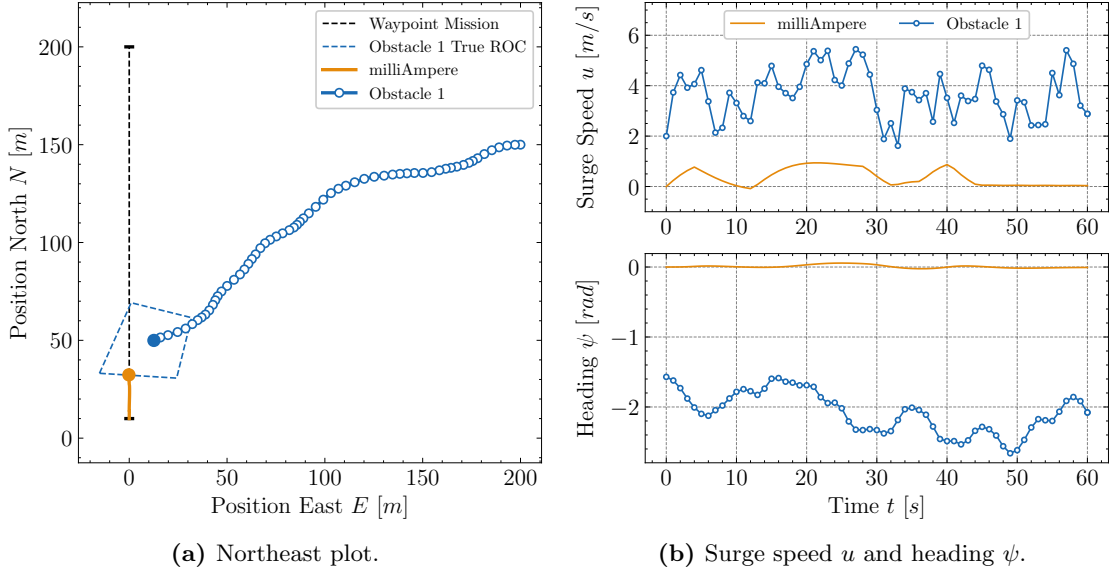 Waypoint Mission
Obstacle 1 True ROC
milliAmpere
Obstacle 1
Position North N [m]
200
150
100
50
0
0 50 100 150 200
Position East E [m]
(a) Northeast plot.
milliAmpere Obstacle 1
Surge Speed u [m/s]
6
4
2
0
0 10 20 30 40 50 60
Heading ψ [rad]
0
−1
−2
0 10 20 30 40 50 60
Time t [s]
(b) Surge speed u and heading ψ.